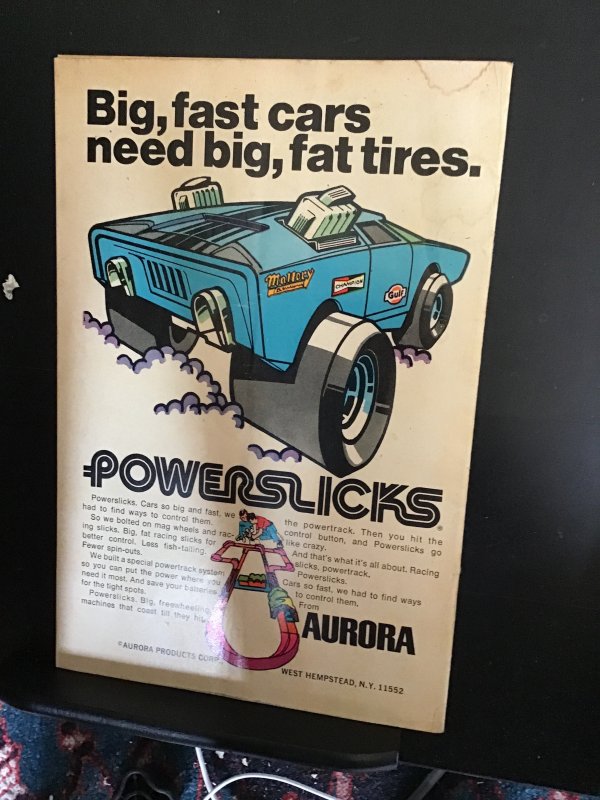 Big, fast cars
need big, fat tires.
Mallory
CHAMPION
Gulf
POWERSLICKS®
Powerslicks. Cars so big and fast, we
had to find ways to control them.
So we bolted on mag wheels and rac-
ing slicks. Big, fat racing slicks for
better control. Less fish-tailing.
Fewer spin-outs.
We built a special powertrack system
so you can put the power where you
need it most. And save your batteries
for the tight spots.
Powerslicks. Big, freewheeling
machines that coast till they hit
the powertrack. Then you hit the
control button, and Powerslicks go
like crazy.
And that's what it's all about. Racing
slicks, powertrack.
Powerslicks.
Cars so fast, we had to find ways
to control them.
From
AURORA
©AURORA PRODUCTS CORP.
WEST HEMPSTEAD, N.Y. 11552